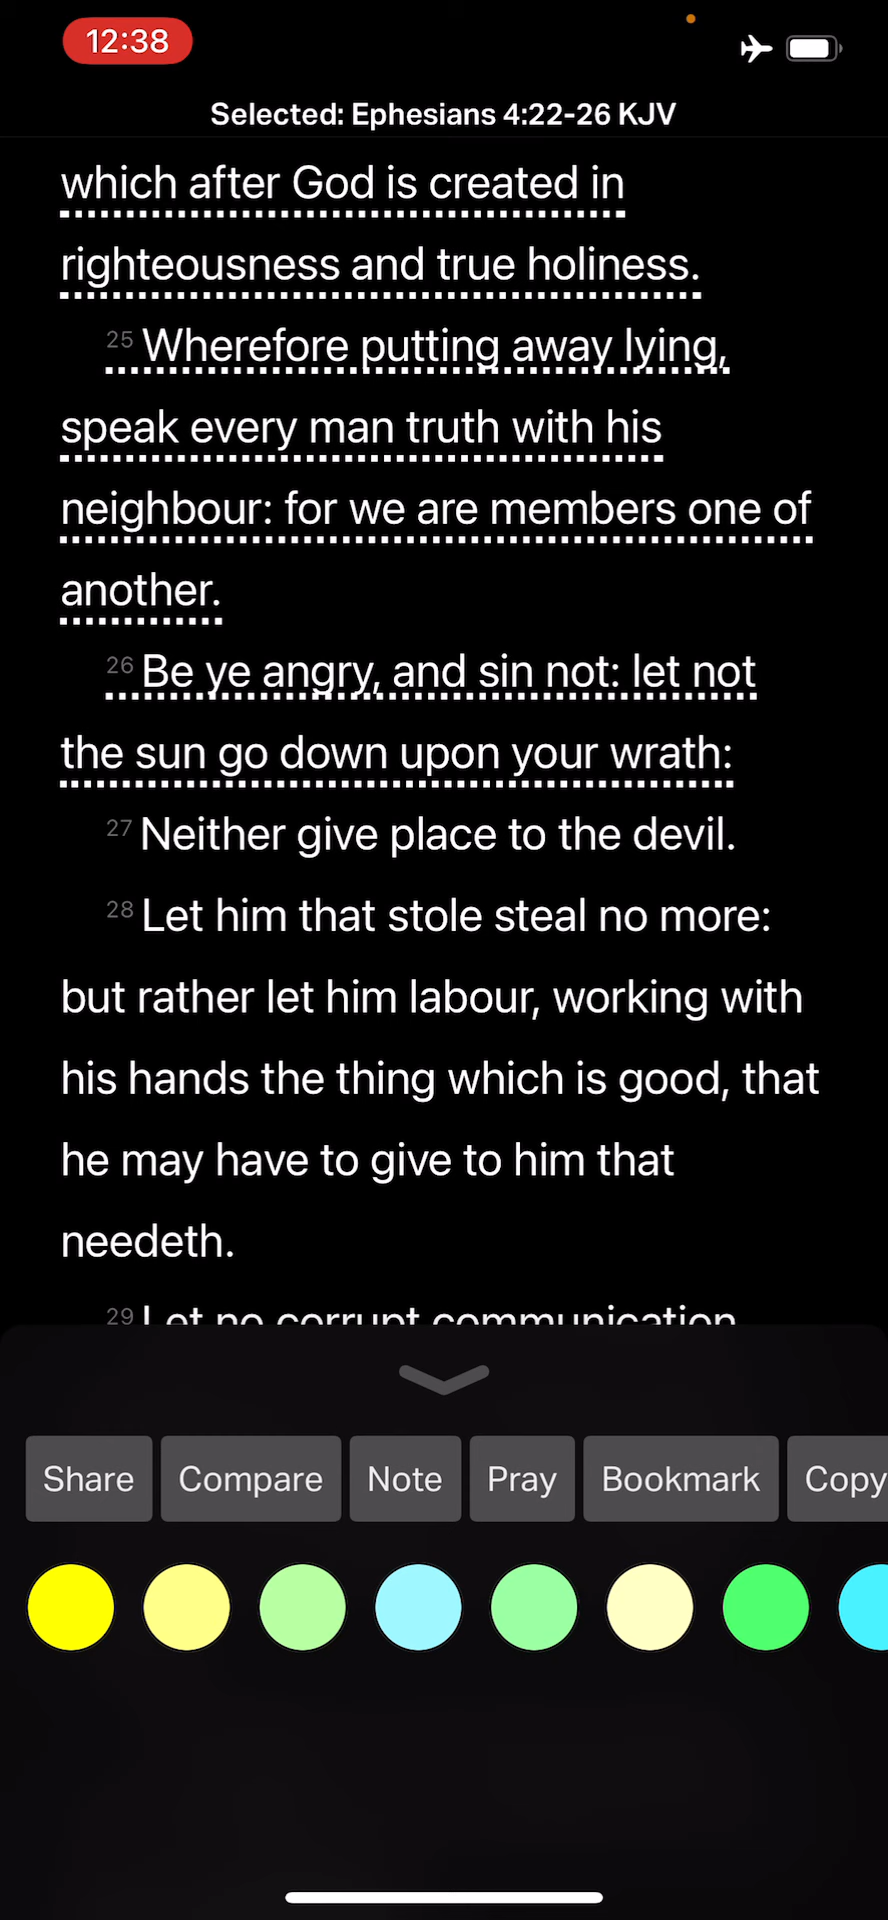 12:38
Selected: Ephesians 4:22-26 KJV
which after God is created in
righteousness and true holiness.
25 Wherefore putting away lying,
speak every man truth with his
neighbour: for we are members one of
another.
26 Be ye angry, and sin not: let not
the sun go down upon your wrath:
27 Neither give place to the devil.
28 Let him that stole steal no more:
but rather let him labour, working with
his hands the thing which is good, that
he may have to give to him that
needeth.
29 Let no corrupt communication
Share Compare Note Pray Bookmark Copy